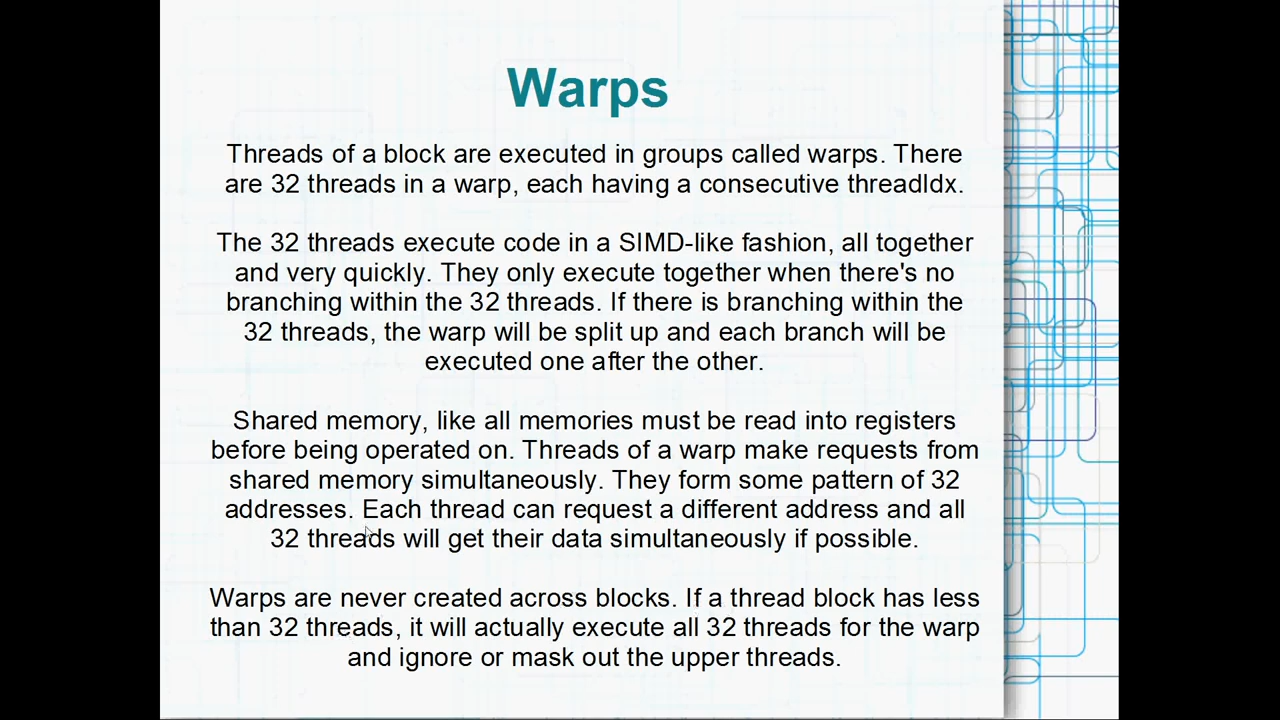 Warps
Threads of a block are executed in groups called warps. There
are 32 threads in a warp, each having a consecutive threadIdx.
The 32 threads execute code in a SIMD-like fashion, all together
and very quickly. They only execute together when there's no
branching within the 32 threads. If there is branching within the
32 threads, the warp will be split up and each branch will be
executed one after the other.
Shared memory, like all memories must be read into registers
before being operated on. Threads of a warp make requests from
shared memory simultaneously. They form some pattern of 32
addresses. Each thread can request a different address and all
32 threads will get their data simultaneously if possible.
Warps are never created across blocks. If a thread block has less
than 32 threads, it will actually execute all 32 threads for the warp
and ignore or mask out the upper threads.